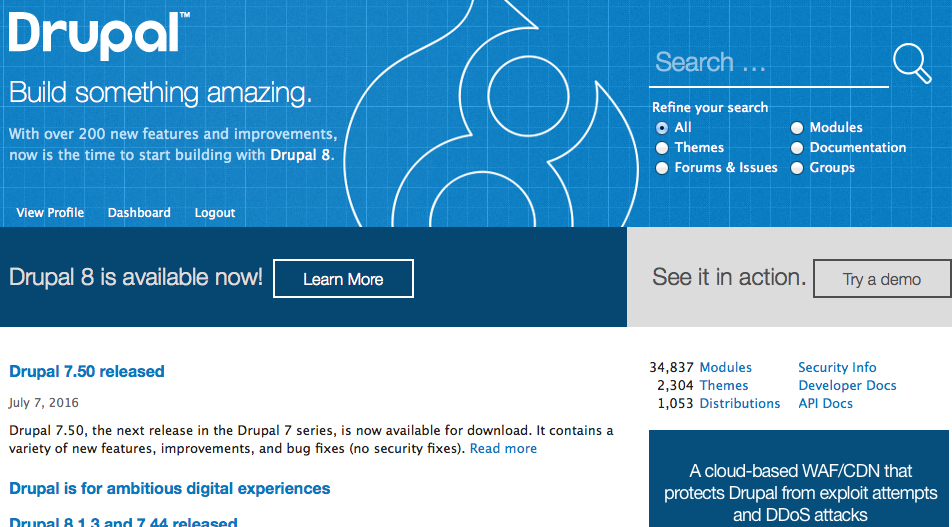 Drupal™
Build something amazing.
With over 200 new features and improvements,
now is the time to start building with Drupal 8.
View Profile Dashboard Logout
Search ...
Refine your search
All Modules
Themes Documentation
Forums & Issues Groups
Drupal 8 is available now! Learn More
See it in action. Try a demo
Drupal 7.50 released
July 7, 2016
Drupal 7.50, the next release in the Drupal 7 series, is now available for download. It contains a
variety of new features, improvements, and bug fixes (no security fixes). Read more
Drupal is for ambitious digital experiences
Drupal 8.1.3 and 7.44 released
34,837 Modules Security Info
2,304 Themes Developer Docs
1,053 Distributions API Docs
A cloud-based WAF/CDN that
protects Drupal from exploit attempts
and DDoS attacks